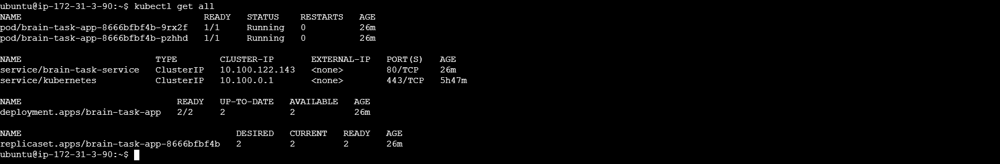 ubuntu@ip-172-31-3-90:~$ kubectl get all
NAME                                  READY   STATUS    RESTARTS   AGE
pod/brain-task-app-8666bfbf4b-9rx2f   1/1     Running   0          26m
pod/brain-task-app-8666bfbf4b-pzhhd   1/1     Running   0          26m
NAME                         TYPE        CLUSTER-IP       EXTERNAL-IP   PORT(S)   AGE
service/brain-task-service   ClusterIP   10.100.122.143   <none>        80/TCP    26m
service/kubernetes           ClusterIP   10.100.0.1       <none>        443/TCP   5h47m
NAME                             READY   UP-TO-DATE   AVAILABLE   AGE
deployment.apps/brain-task-app   2/2     2            2           26m
NAME                                        DESIRED   CURRENT   READY   AGE
replicaset.apps/brain-task-app-8666bfbf4b   2         2         2       26m
ubuntu@ip-172-31-3-90:~$